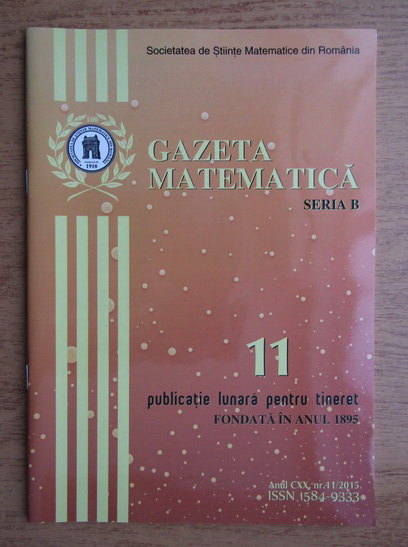 Societatea de Științe Matematice din România
1910
GAZETA
MATEMATICĂ
SERIA B
11
publicație lunară pentru tineret
FONDATĂ ÎN ANUL 1895
Anul CXX, nr. 11/2015
ISSN 1584-9333